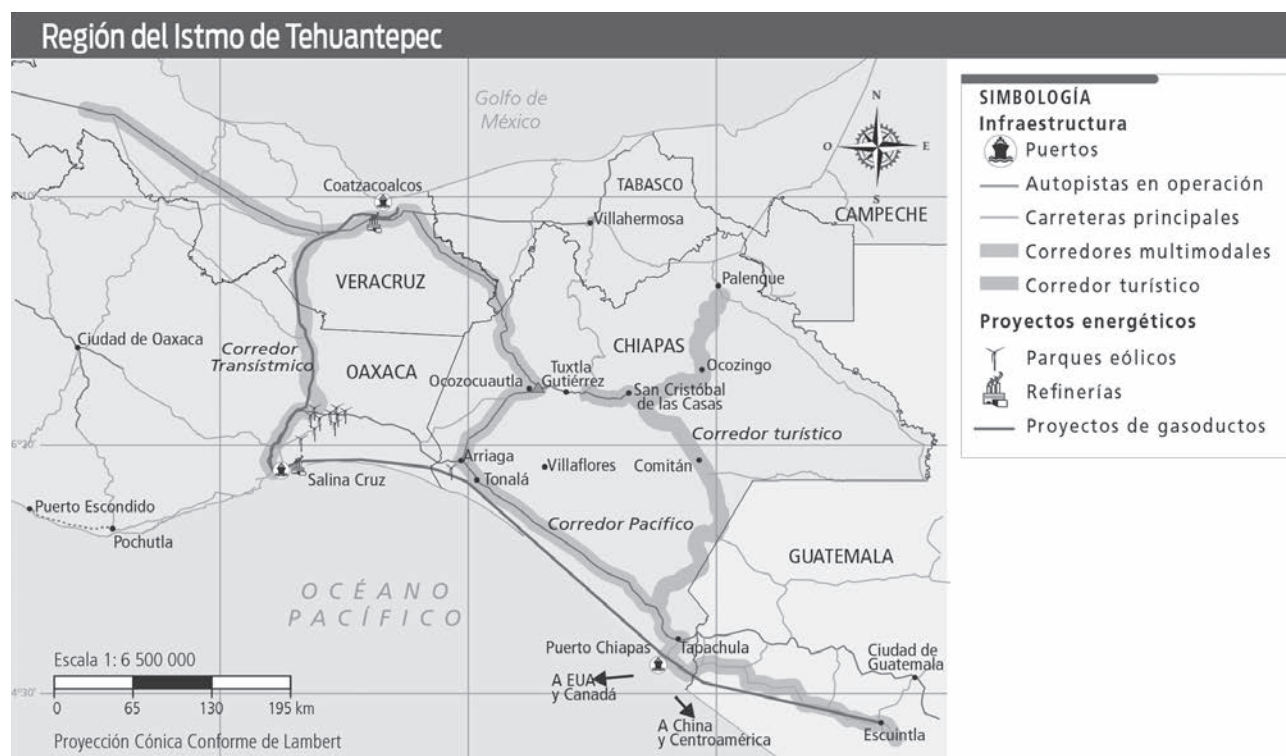 Región del Istmo de Tehuantepec
Golfo de
México
N
O
E
S
Coatzacoalcos
TABASCO
Villahermosa
CAMPECHE
VERACRUZ
Palenque
Ciudad de Oaxaca
Corredor
Transístmico
OAXACA
CHIAPAS
Ocozocuautla
Tuxtla
Gutiérrez
Ocozingo
San Cristóbal
de las Casas
Corredor turístico
Arriaga
Villaflores
Comitán
Tonalá
Salina Cruz
Puerto Escondido
Pochutla
Corredor Pacífico
GUATEMALA
OCÉANO
PACÍFICO
Puerto Chiapas
Tapachula
Ciudad de
Guatemala
A EUA
y Canadá
A China
y Centroamérica
Escuintla
Escala 1: 6 500 000
0 65 130 195 km
Proyección Cónica Conforme de Lambert
4°30'
SIMBOLOGÍA
Infraestructura
Puertos
Autopistas en operación
Carreteras principales
Corredores multimodales
Corredor turístico
Proyectos energéticos
Parques eólicos
Refinerías
Proyectos de gasoductos